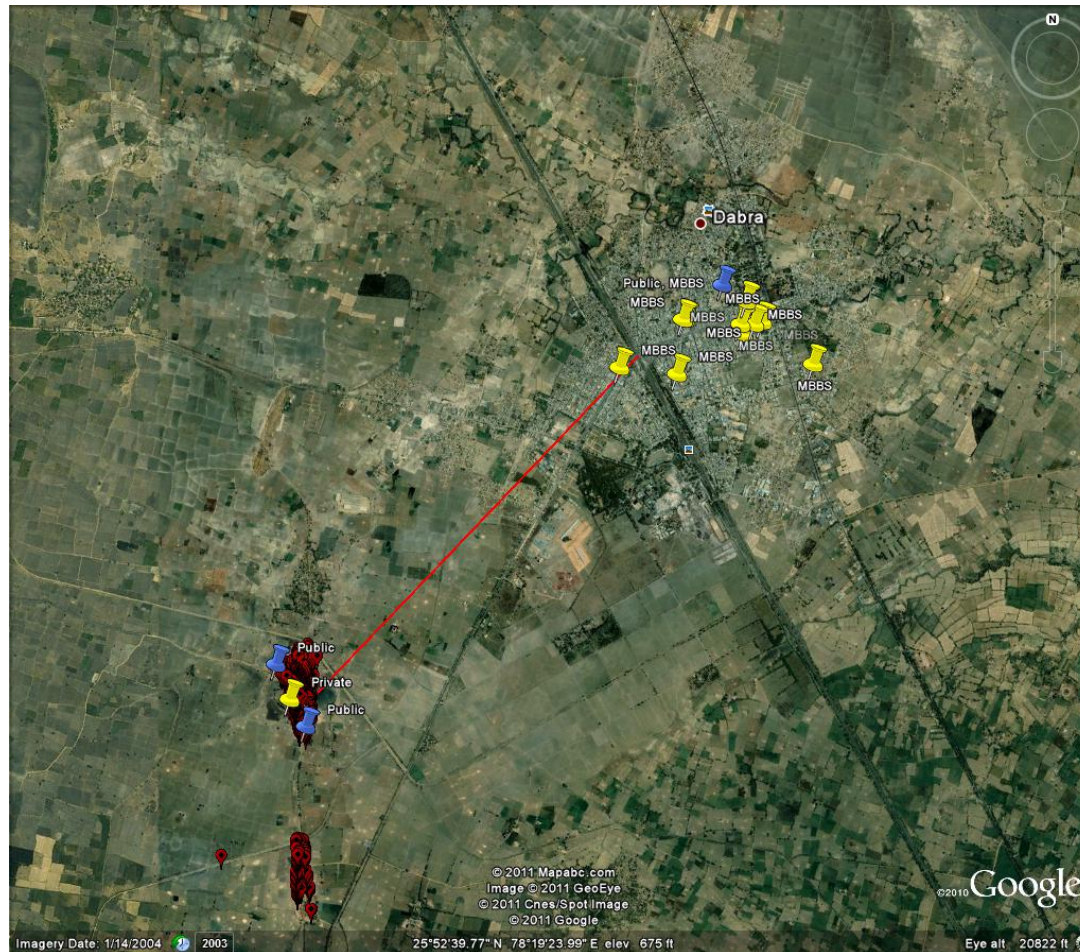 N
Dabra
Public, MBBS
MBBS
MBBS
MBBS
MBBS
MBBS
MBBS
MBBS
MBBS
MBBS
MBBS
Public
Private
Public
© 2011 Mapabc.com
Image © 2011 GeoEye
© 2011 Cnes/Spot Image
© 2011 Google
©2010 Google
Imagery Date: 1/14/2004 2003 25°52'39.77" N 78°19'23.99" E elev 675 ft Eye alt 20822 ft